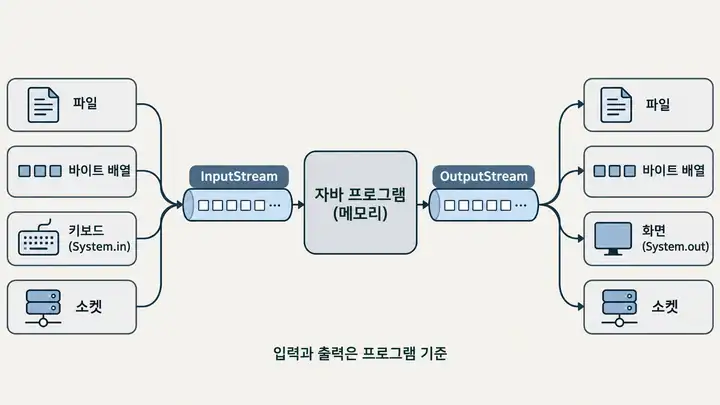 파일
바이트 배열
키보드
(System.in)
소켓
InputStream
...
자바 프로그램
(메모리)
OutputStream
...
파일
바이트 배열
화면
(System.out)
소켓
입력과 출력은 프로그램 기준